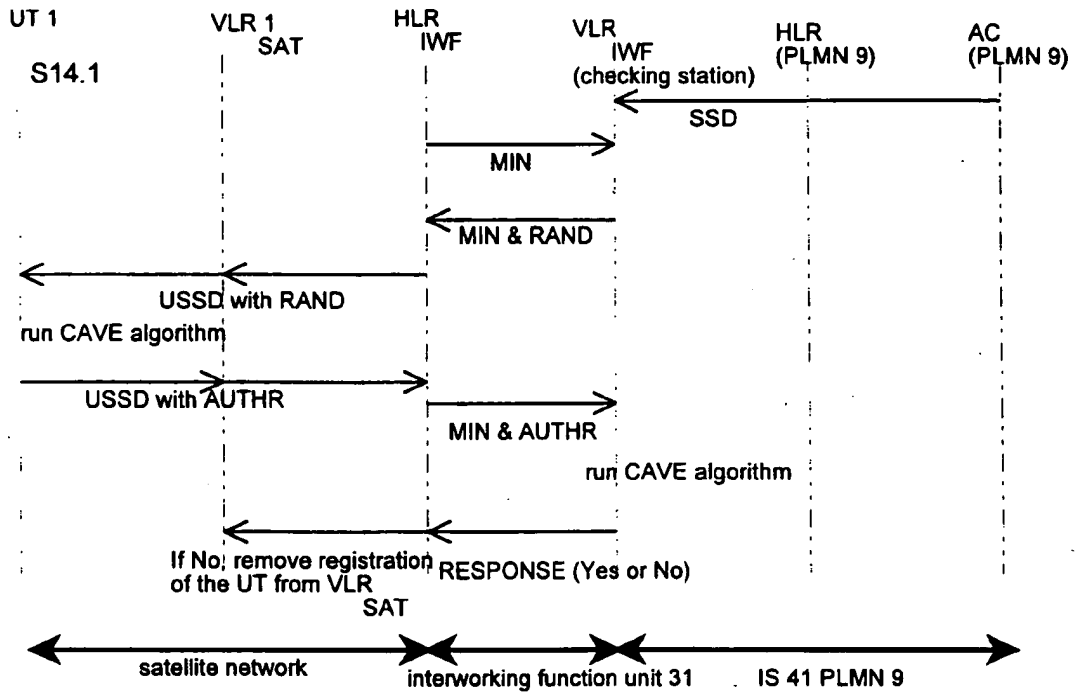 UT 1
VLR 1
SAT
HLR
IWF
VLR
IWF
(checking station)
HLR
(PLMN 9)
AC
(PLMN 9)
S14.1
SSD
MIN
MIN & RAND
USSD with RAND
run CAVE algorithm
USSD with AUTHR
MIN & AUTHR
run CAVE algorithm
If No, remove registration
of the UT from VLR
SAT
RESPONSE (Yes or No)
satellite network
interworking function unit 31
IS 41 PLMN 9